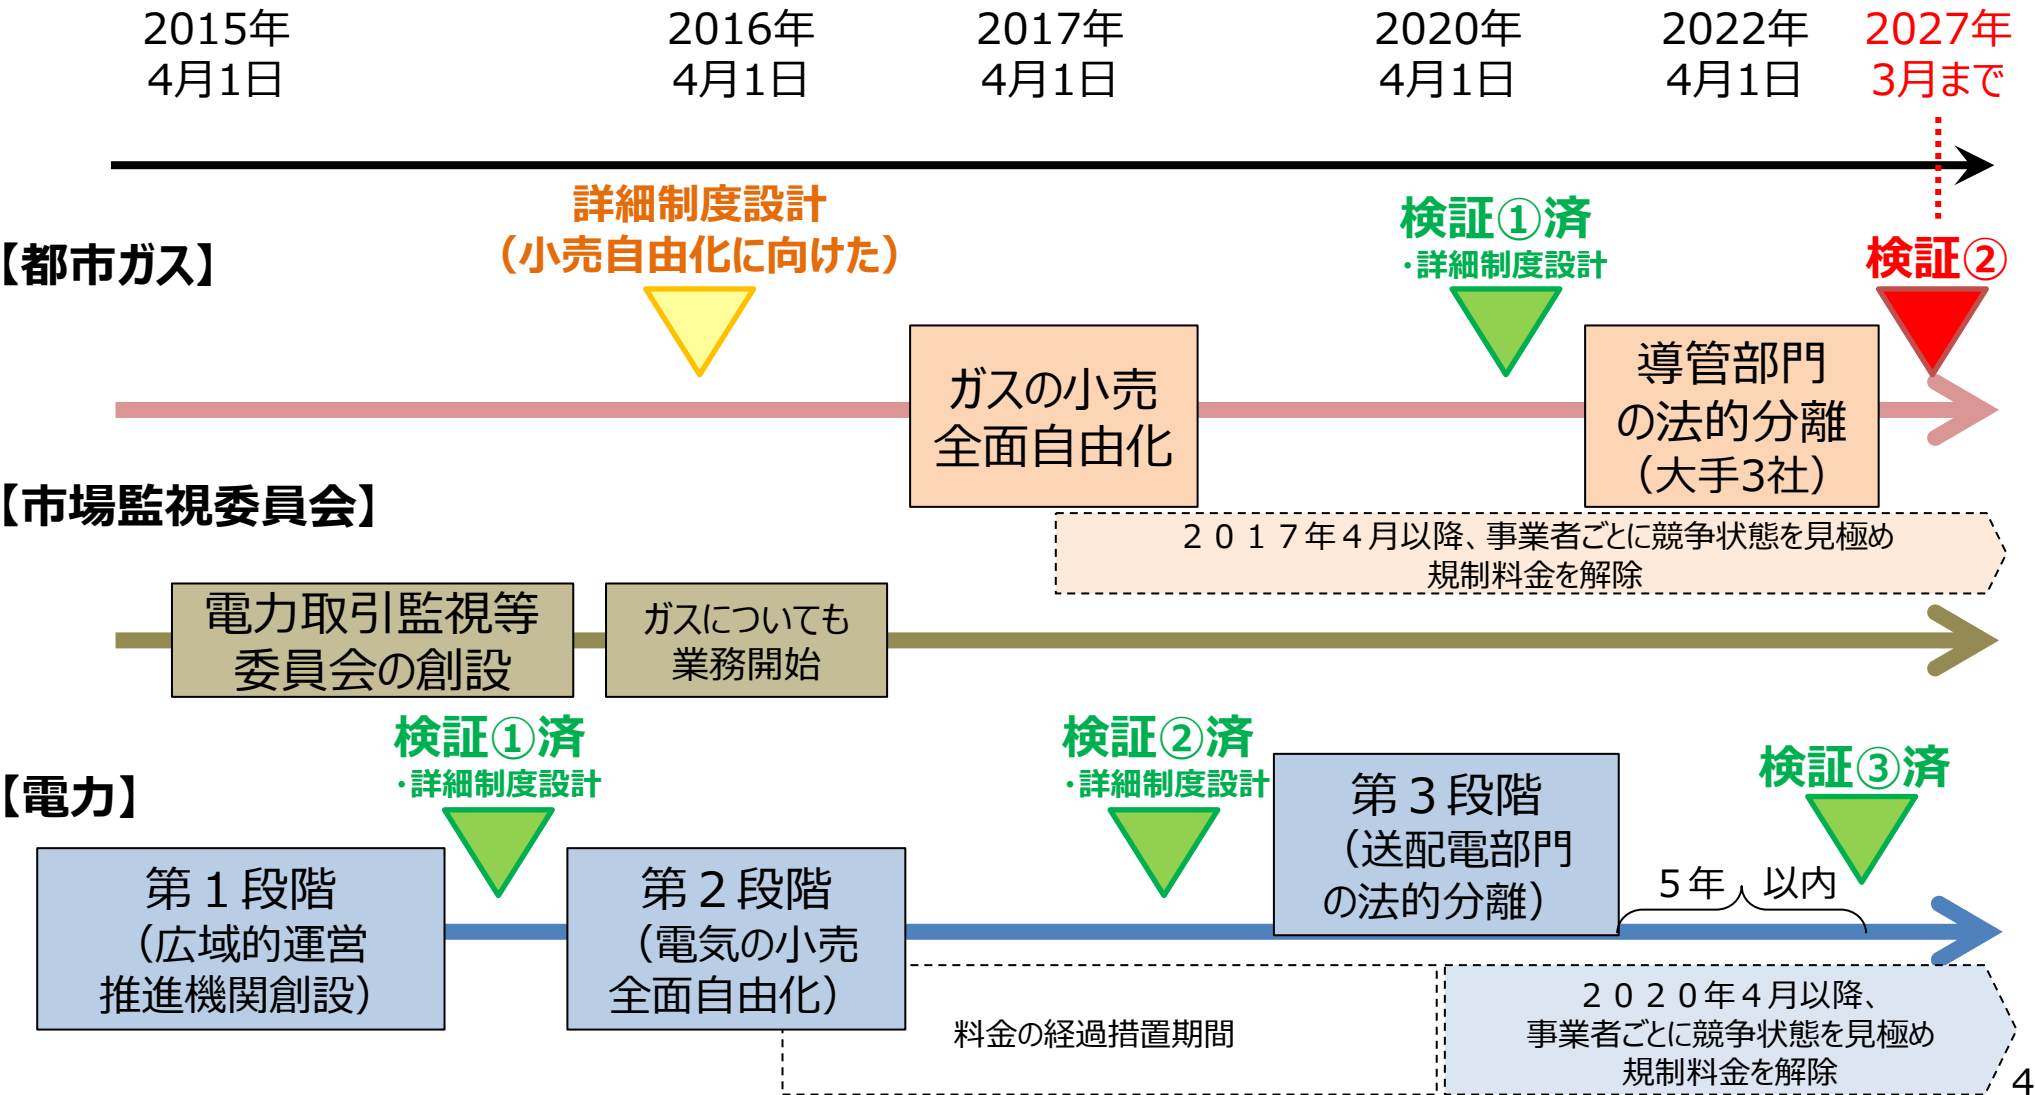 2015年
4月1日
2016年
4月1日
2017年
4月1日
2020年
4月1日
2022年
4月1日
2027年
3月まで
【都市ガス】
詳細制度設計
（小売自由化に向けた）
検証①済
・詳細制度設計
検証②
ガスの小売
全面自由化
導管部門
の法的分離
（大手3社）
２０１７年４月以降、事業者ごとに競争状態を見極め
規制料金を解除
【市場監視委員会】
電力取引監視等
委員会の創設
ガスについても
業務開始
【電力】
検証①済
・詳細制度設計
検証②済
・詳細制度設計
検証③済
第１段階
（広域的運営
推進機関創設）
第２段階
（電気の小売
全面自由化）
第３段階
（送配電部門
の法的分離）
５年　以内
料金の経過措置期間
２０２０年４月以降、
事業者ごとに競争状態を見極め
規制料金を解除
4